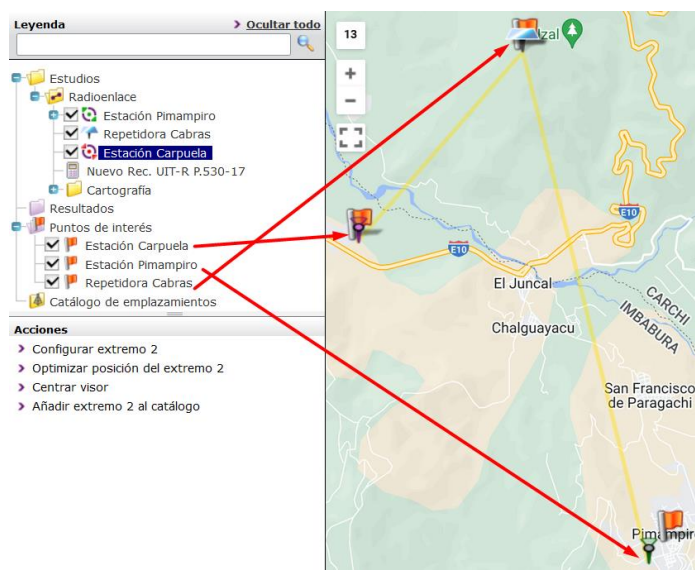 Leyenda
Ocultar todo
Estudios
Radioenlace
Estación Pimampiro
Repetidora Cabras
Estación Carpuela
Nuevo Rec. UIT-R P.530-17
Cartografía
Resultados
Puntos de interés
Estación Carpuela
Estación Pimampiro
Repetidora Cabras
Catálogo de emplazamientos
Acciones
Configurar extremo 2
Optimizar posición del extremo 2
Centrar visor
Añadir extremo 2 al catálogo
13
+
−
zal
E10
E10
El Juncal
CARCHI
IMBABURA
Chalguayacu
San Francisco
de Paragachi
Pimampir